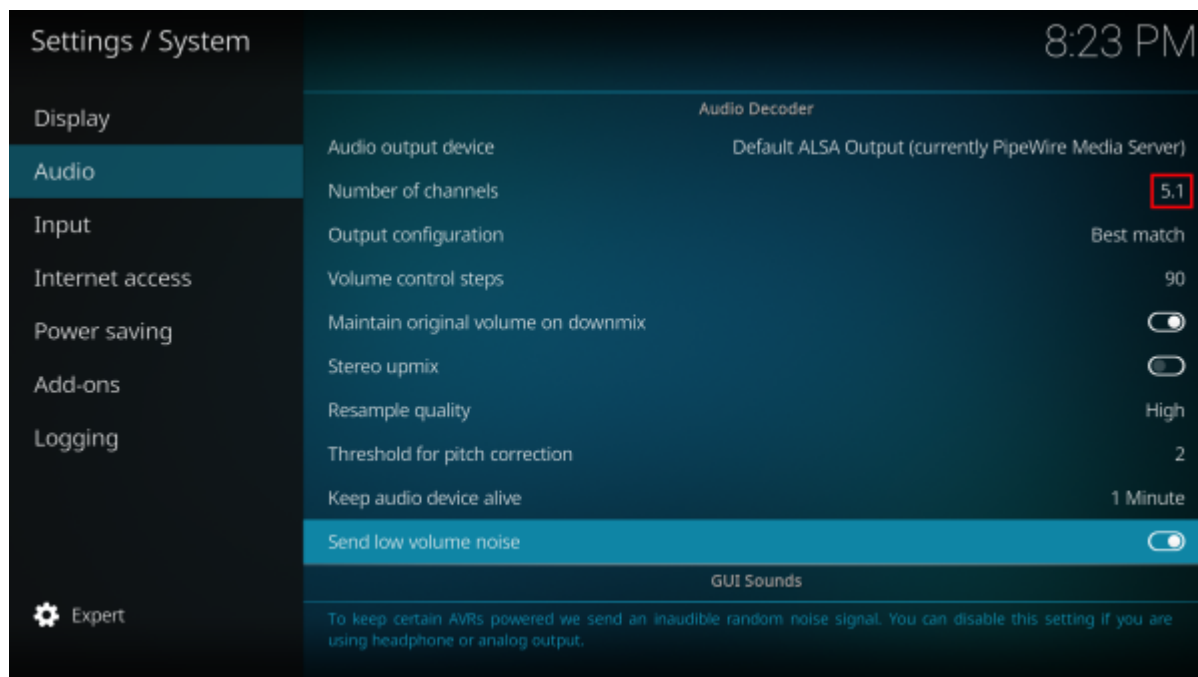 Settings / System
8:23 PM
Display
Audio
Input
Internet access
Power saving
Add-ons
Logging
Expert
Audio Decoder
Audio output device Default ALSA Output (currently PipeWire Media Server)
Number of channels 5.1
Output configuration Best match
Volume control steps 90
Maintain original volume on downmix
Stereo upmix
Resample quality High
Threshold for pitch correction 2
Keep audio device alive 1 Minute
Send low volume noise
GUI Sounds
To keep certain AVRs powered we send an inaudible random noise signal. You can disable this setting if you are
using headphone or analog output.